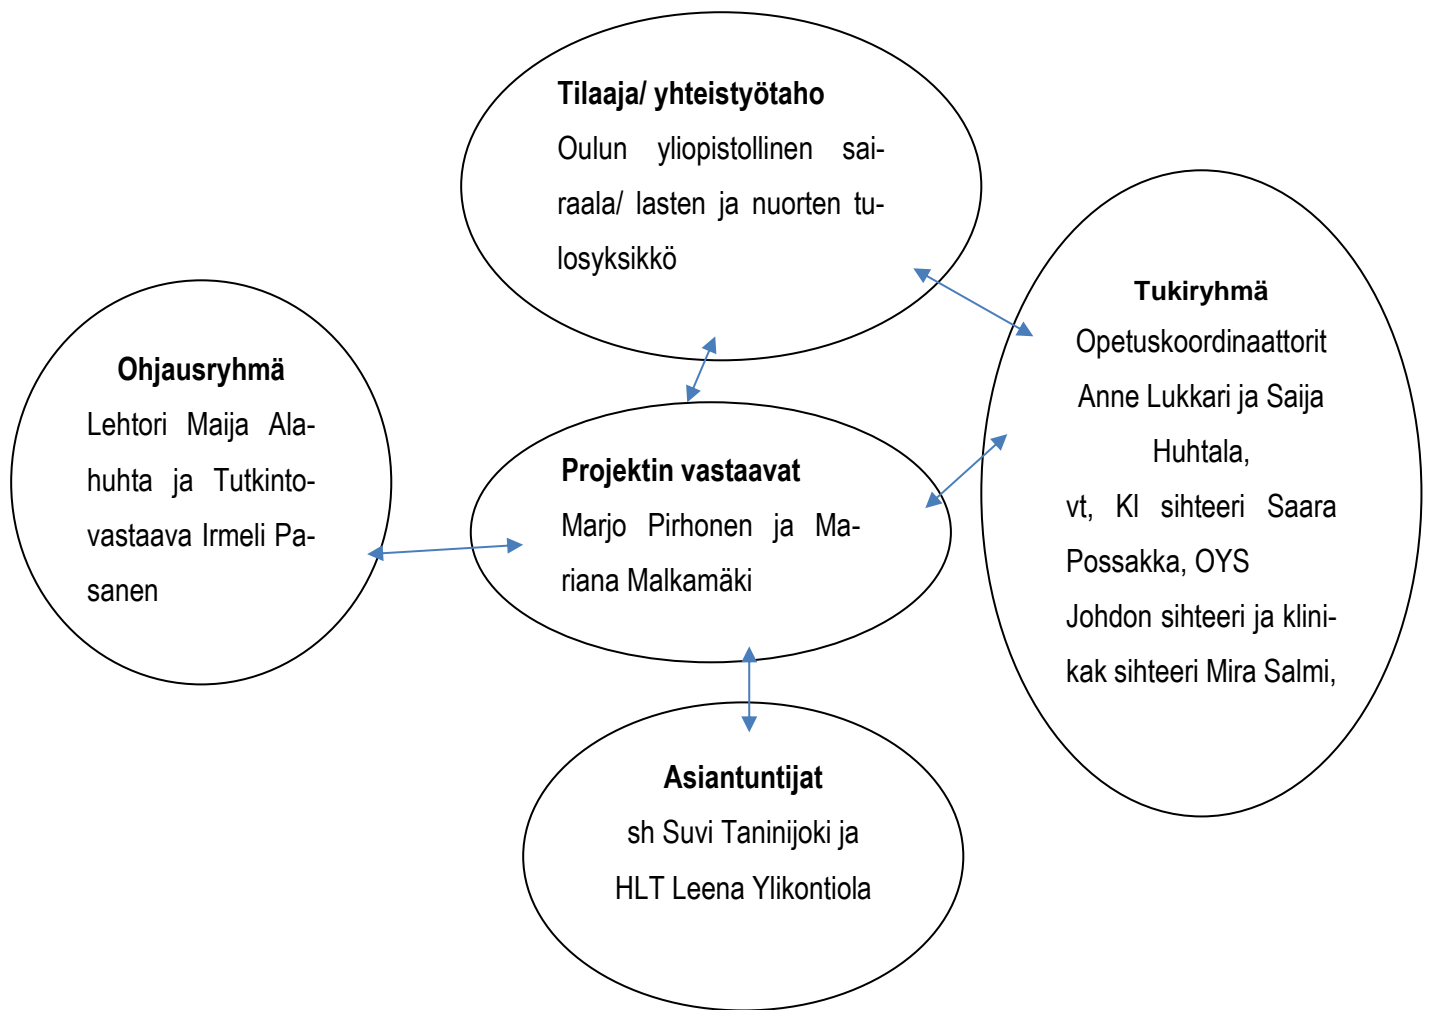 Tilaaja/ yhteistyötaho
Oulun yliopistollinen sai-
raala/ lasten ja nuorten tu-
losyksikkö
Tukiryhmä
Opetuskoordinaattorit
Anne Lukkari ja Saija
Huhtala,
vt, Kl sihteeri Saara
Possakka, OYS
Johdon sihteeri ja klini-
kak sihteeri Mira Salmi,
Ohjausryhmä
Lehtori Maija Ala-
huhta ja Tutkinto-
vastaava Irmeli Pa-
sanen
Projektin vastaavat
Marjo Pirhonen ja Ma-
riana Malkamäki
Asiantuntijat
sh Suvi Taninijoki ja
HLT Leena Ylikontiola